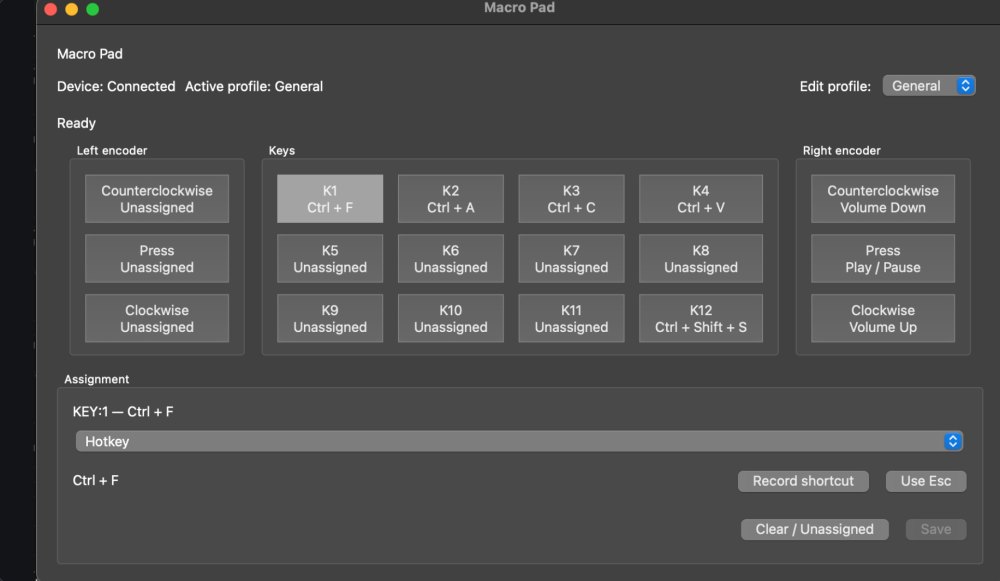 Macro Pad
Macro Pad
Device: Connected Active profile: General
Edit profile: General
Ready
Left encoder
Counterclockwise
Unassigned
Press
Unassigned
Clockwise
Unassigned
Keys
K1
Ctrl + F
K2
Ctrl + A
K3
Ctrl + C
K4
Ctrl + V
K5
Unassigned
K6
Unassigned
K7
Unassigned
K8
Unassigned
K9
Unassigned
K10
Unassigned
K11
Unassigned
K12
Ctrl + Shift + S
Right encoder
Counterclockwise
Volume Down
Press
Play / Pause
Clockwise
Volume Up
Assignment
KEY:1 — Ctrl + F
Hotkey
Ctrl + F
Record shortcut
Use Esc
Clear / Unassigned
Save